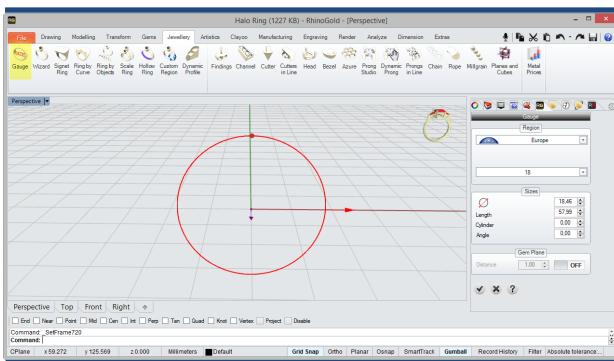 Halo Ring (1227 KB) - RhinoGold - [Perspective]
File Drawing Modelling Transform Gems Jewellery Artistics Clayoo Manufacturing Engraving Render Analyze Dimension Extras
Gauge Wizard Signet Ring Ring by Curve Ring by Objects Scale Ring Hollow Ring Custom Region Dynamic Profile Findings Channel Cutter Cutters in Line Head Bezel Azure Prong Studio Dynamic Prong Prongs in Line Chain Rope Millgrain Planes and Cubes Metal Prices
Perspective
Gauge
Region
Europe
18
Sizes
18,46
Length 57,99
Cylinder 0,00
Angle 0,00
Gem Plane
Distance 1.00 OFF
Perspective Top Front Right
End Near Point Mid Cen Int Perp Tan Quad Knot Vertex Project Disable
Command: _SetFrame720
Command:
CPlane x 59.272 y 125.569 z 0.000 Millimeters Default Grid Snap Ortho Planar Osnap SmartTrack Gumball Record History Filter Absolute tolerance...